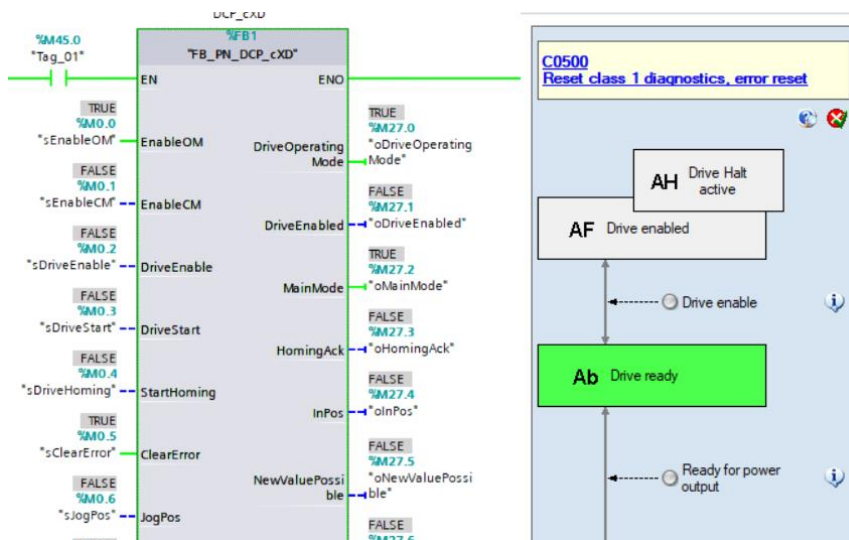 DCP_cXD
%FB1
"FB_PN_DCP_cXD"
%M45.0
"Tag_01"
EN
ENO
TRUE
%M0.0
"sEnableOM"
EnableOM
FALSE
%M0.1
"sEnableCM"
EnableCM
FALSE
%M0.2
"sDriveEnable"
DriveEnable
FALSE
%M0.3
"sDriveStart"
DriveStart
FALSE
%M0.4
"sDriveHoming"
StartHoming
TRUE
%M0.5
"sClearError"
ClearError
FALSE
%M0.6
"sJogPos"
JogPos
DriveOperating
Mode
TRUE
%M27.0
"oDriveOperating
Mode"
DriveEnabled
FALSE
%M27.1
"oDriveEnabled"
MainMode
TRUE
%M27.2
"oMainMode"
HomingAck
FALSE
%M27.3
"oHomingAck"
InPos
FALSE
%M27.4
"oInPos"
NewValuePossi
ble
FALSE
%M27.5
"oNewValuePossi
ble"
FALSE
%M27.6
C0500
Reset class 1 diagnostics, error reset
AH Drive Halt
active
AF Drive enabled
Drive enable
Ab Drive ready
Ready for power
output